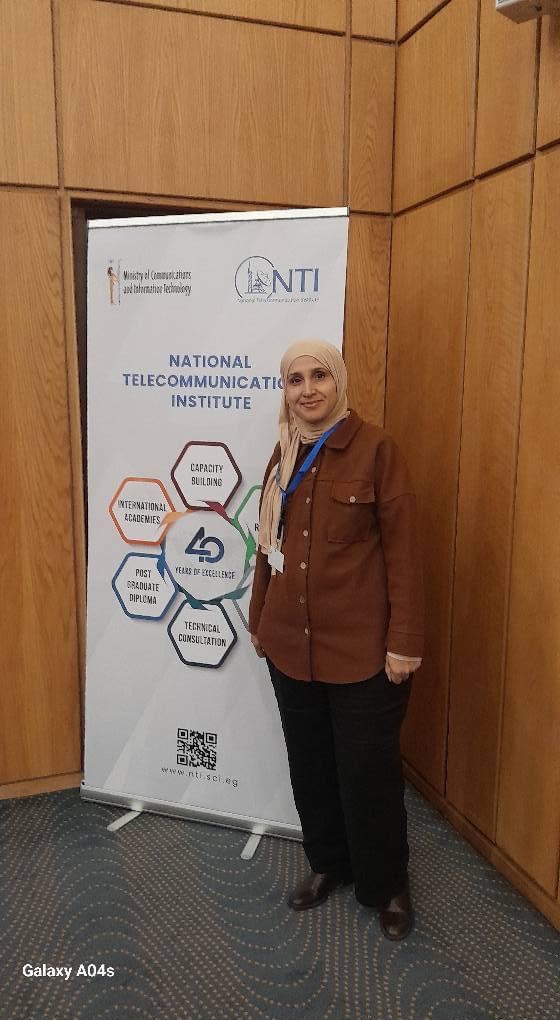 Ministry of Communications
and Information Technology
NTI
National Telecommunication Institute
NATIONAL
TELECOMMUNICATIO
INSTITUTE
CAPACITY
BUILDING
INTERNATIONAL
ACADEMIES
R
40
YEARS OF EXCELLENCE
POST
GRADUATE
DIPLOMA
TECHNICAL
CONSULTATION
www.nti.sci.eg
Galaxy A04s